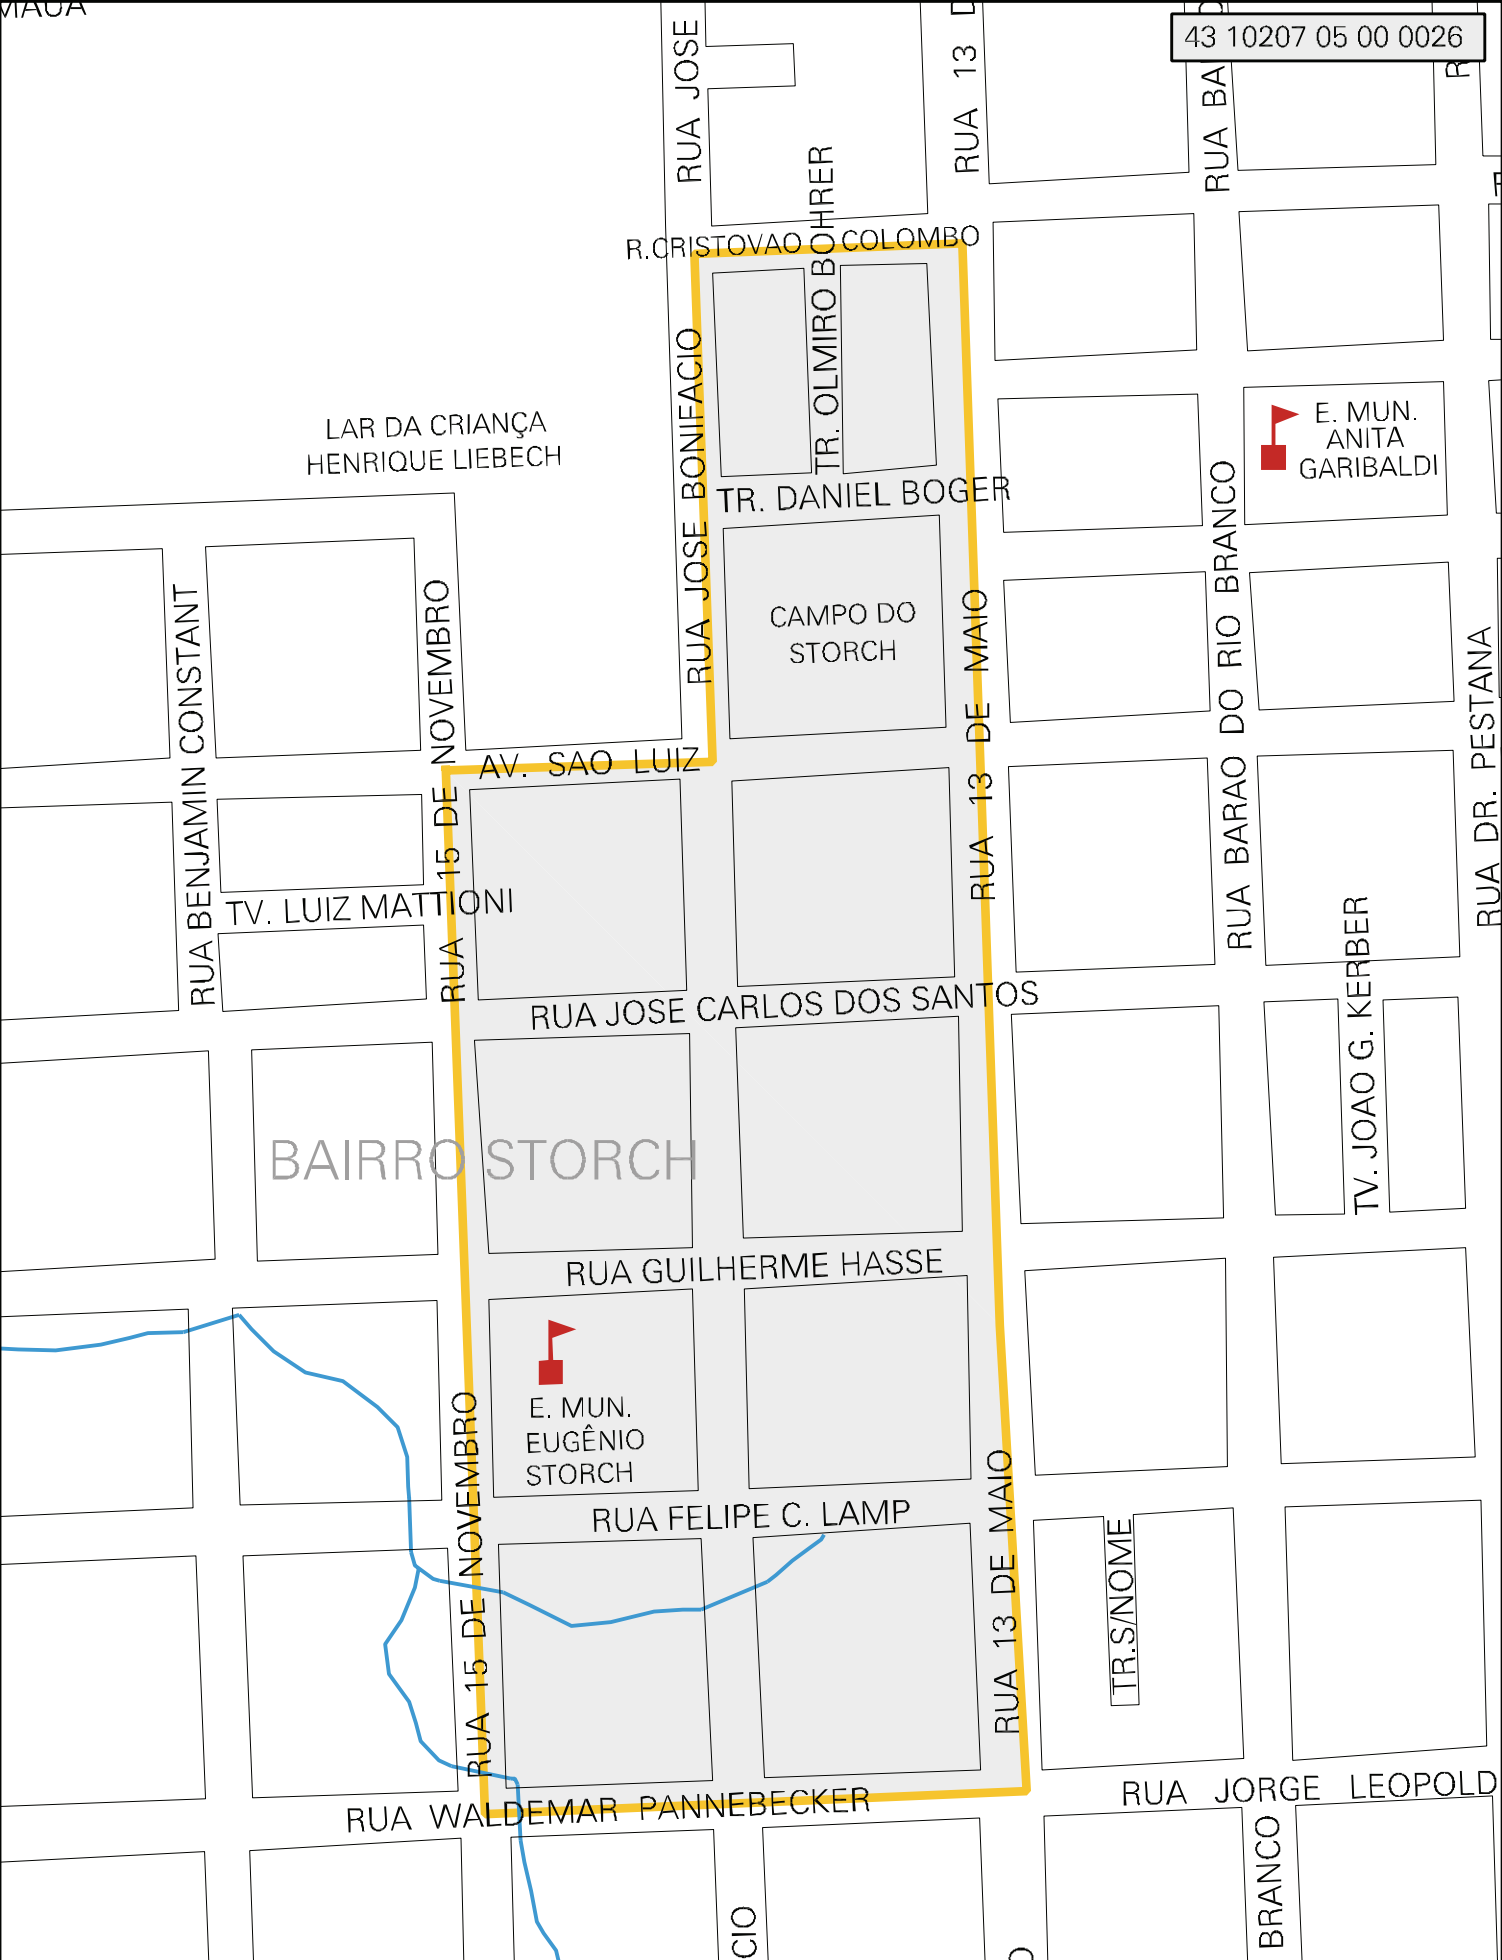 MAUA
RUA JOSE
RUA 13 D
43 10207 05 00 0026
RUA BA
R.CRISTOVAO COLOMBO
TR. OLMIRO BOHRER
RUA JOSE BONIFACIO
LAR DA CRIANÇA
HENRIQUE LIEBECH
E. MUN.
ANITA
GARIBALDI
TR. DANIEL BOGER
CAMPO DO
STORCH
RUA BENJAMIN CONSTANT
RUA 15 DE NOVEMBRO
RUA 13 DE MAIO
RUA BARAO DO RIO BRANCO
RUA DR. PESTANA
AV. SAO LUIZ
TV. LUIZ MATTIONI
RUA JOSE CARLOS DOS SANTOS
TV. JOAO G. KERBER
BAIRRO STORCH
RUA GUILHERME HASSE
E. MUN.
EUGÊNIO
STORCH
RUA 15 DE NOVEMBRO
RUA FELIPE C. LAMP
RUA 13 DE MAIO
TR.S/NOME
RUA WALDEMAR PANNEBECKER
RUA JORGE LEOPOLD
CIO
O
BRANCO